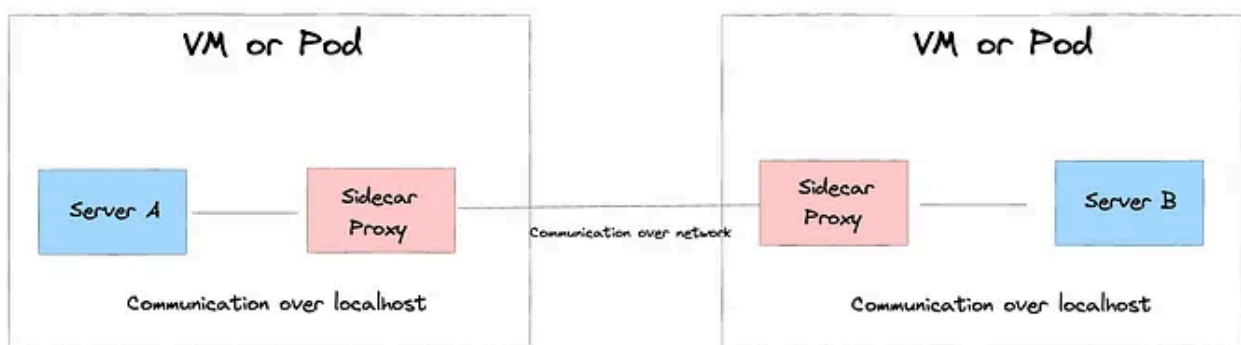 VM or Pod
Server A
Sidecar
Proxy
Communication over localhost
Communication over network
VM or Pod
Sidecar
Proxy
Server B
Communication over localhost